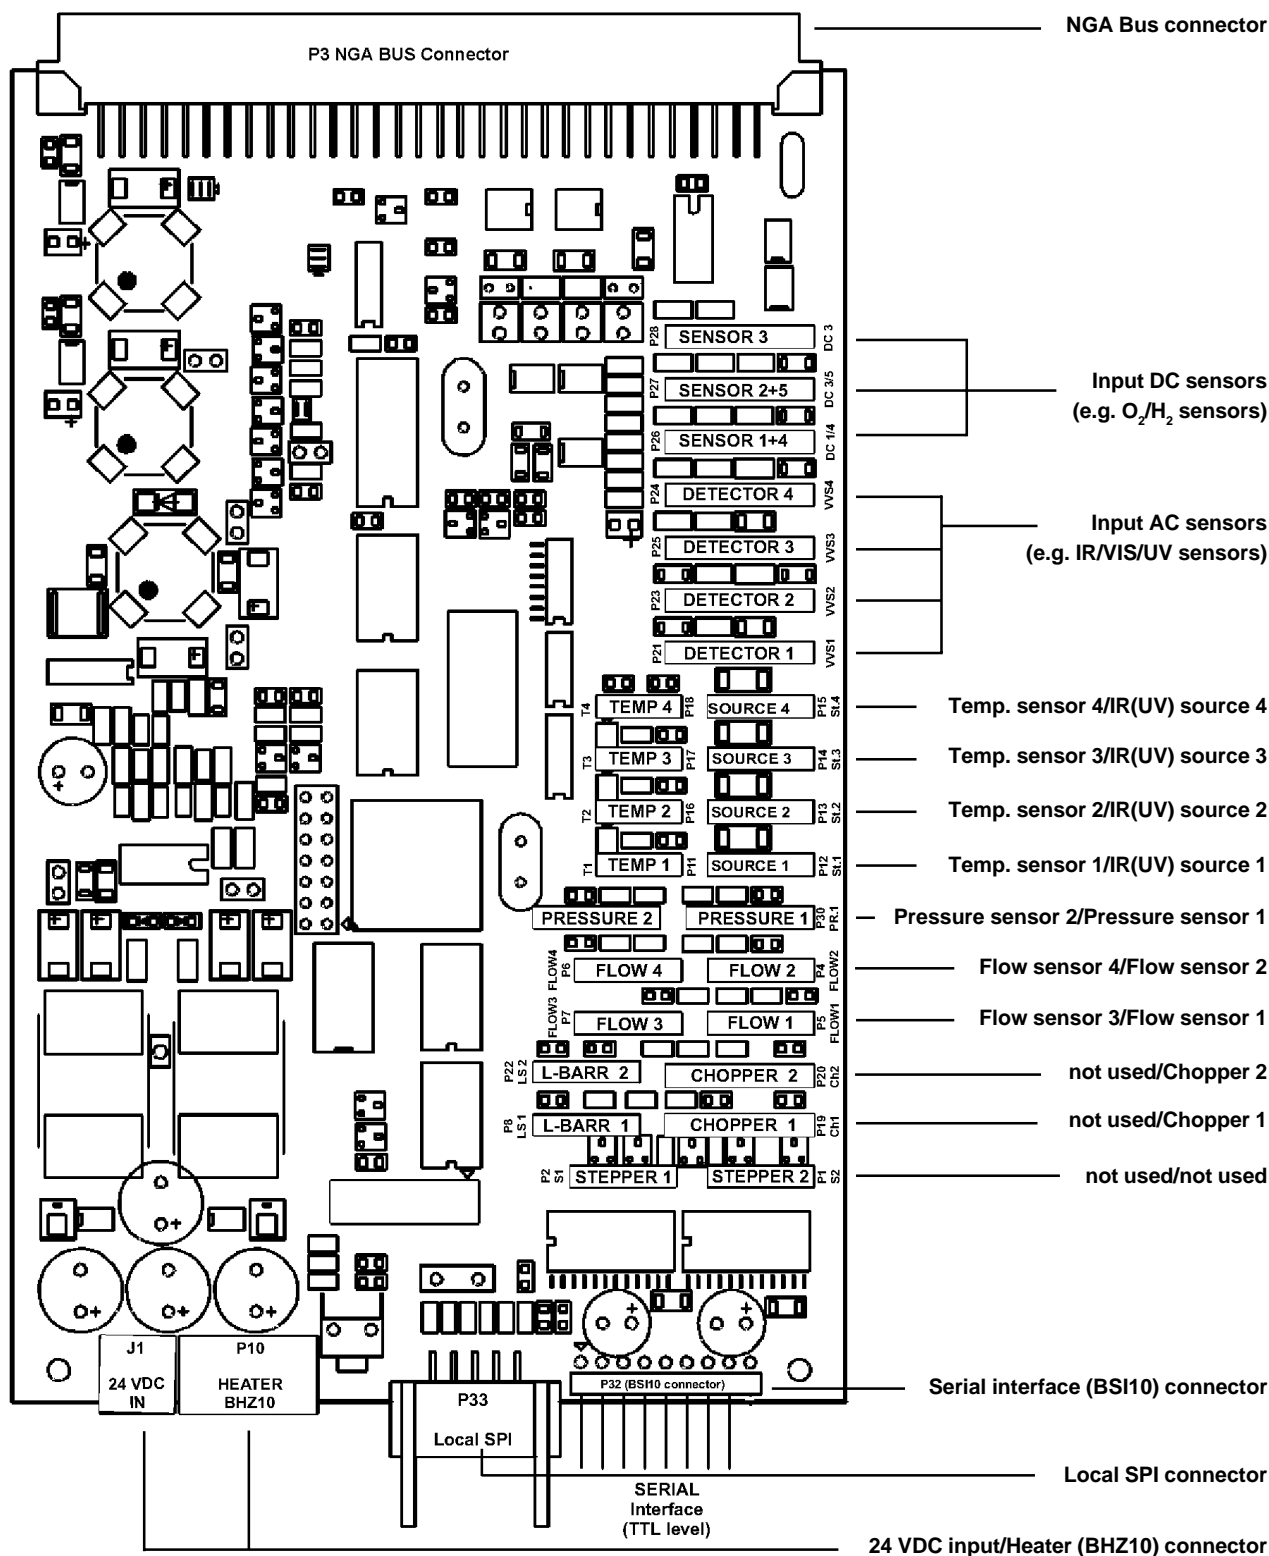 NGA Bus connector
P3 NGA BUS Connector
P28 SENSOR 3 DC 3
P27 SENSOR 2+5 DC 3/5
Input DC sensors
(e.g. O2/H2 sensors)
P26 SENSOR 1+4 DC 1/4
P24 DETECTOR 4 VVS4
Input AC sensors
(e.g. IR/VIS/UV sensors)
P25 DETECTOR 3 VVS3
P23 DETECTOR 2 VVS2
P21 DETECTOR 1 VVS1
T4 TEMP 4 P18 SOURCE 4 P15 St.4
Temp. sensor 4/IR(UV) source 4
T3 TEMP 3 P17 SOURCE 3 P14 St.3
Temp. sensor 3/IR(UV) source 3
T2 TEMP 2 P16 SOURCE 2 P13 St.2
Temp. sensor 2/IR(UV) source 2
T1 TEMP 1 P11 SOURCE 1 P12 St.1
Temp. sensor 1/IR(UV) source 1
PRESSURE 2 PRESSURE 1 P30 PR.1
Pressure sensor 2/Pressure sensor 1
FLOW4 P6 FLOW 4 FLOW 2 P4 FLOW2
Flow sensor 4/Flow sensor 2
FLOW3 P7 FLOW 3 FLOW 1 P5 FLOW1
Flow sensor 3/Flow sensor 1
P22 LS 2 L-BARR 2 CHOPPER 2 P20 Ch2
not used/Chopper 2
P8 LS 1 L-BARR 1 CHOPPER 1 P19 Ch1
not used/Chopper 1
P2 S1 STEPPER 1 STEPPER 2 P1 S2
not used/not used
J1
24 VDC
IN
P10
HEATER
BHZ10
P33
Local SPI
P32 (BSI10 connector)
Serial interface (BSI10) connector
Local SPI connector
SERIAL
Interface
(TTL level)
24 VDC input/Heater (BHZ10) connector